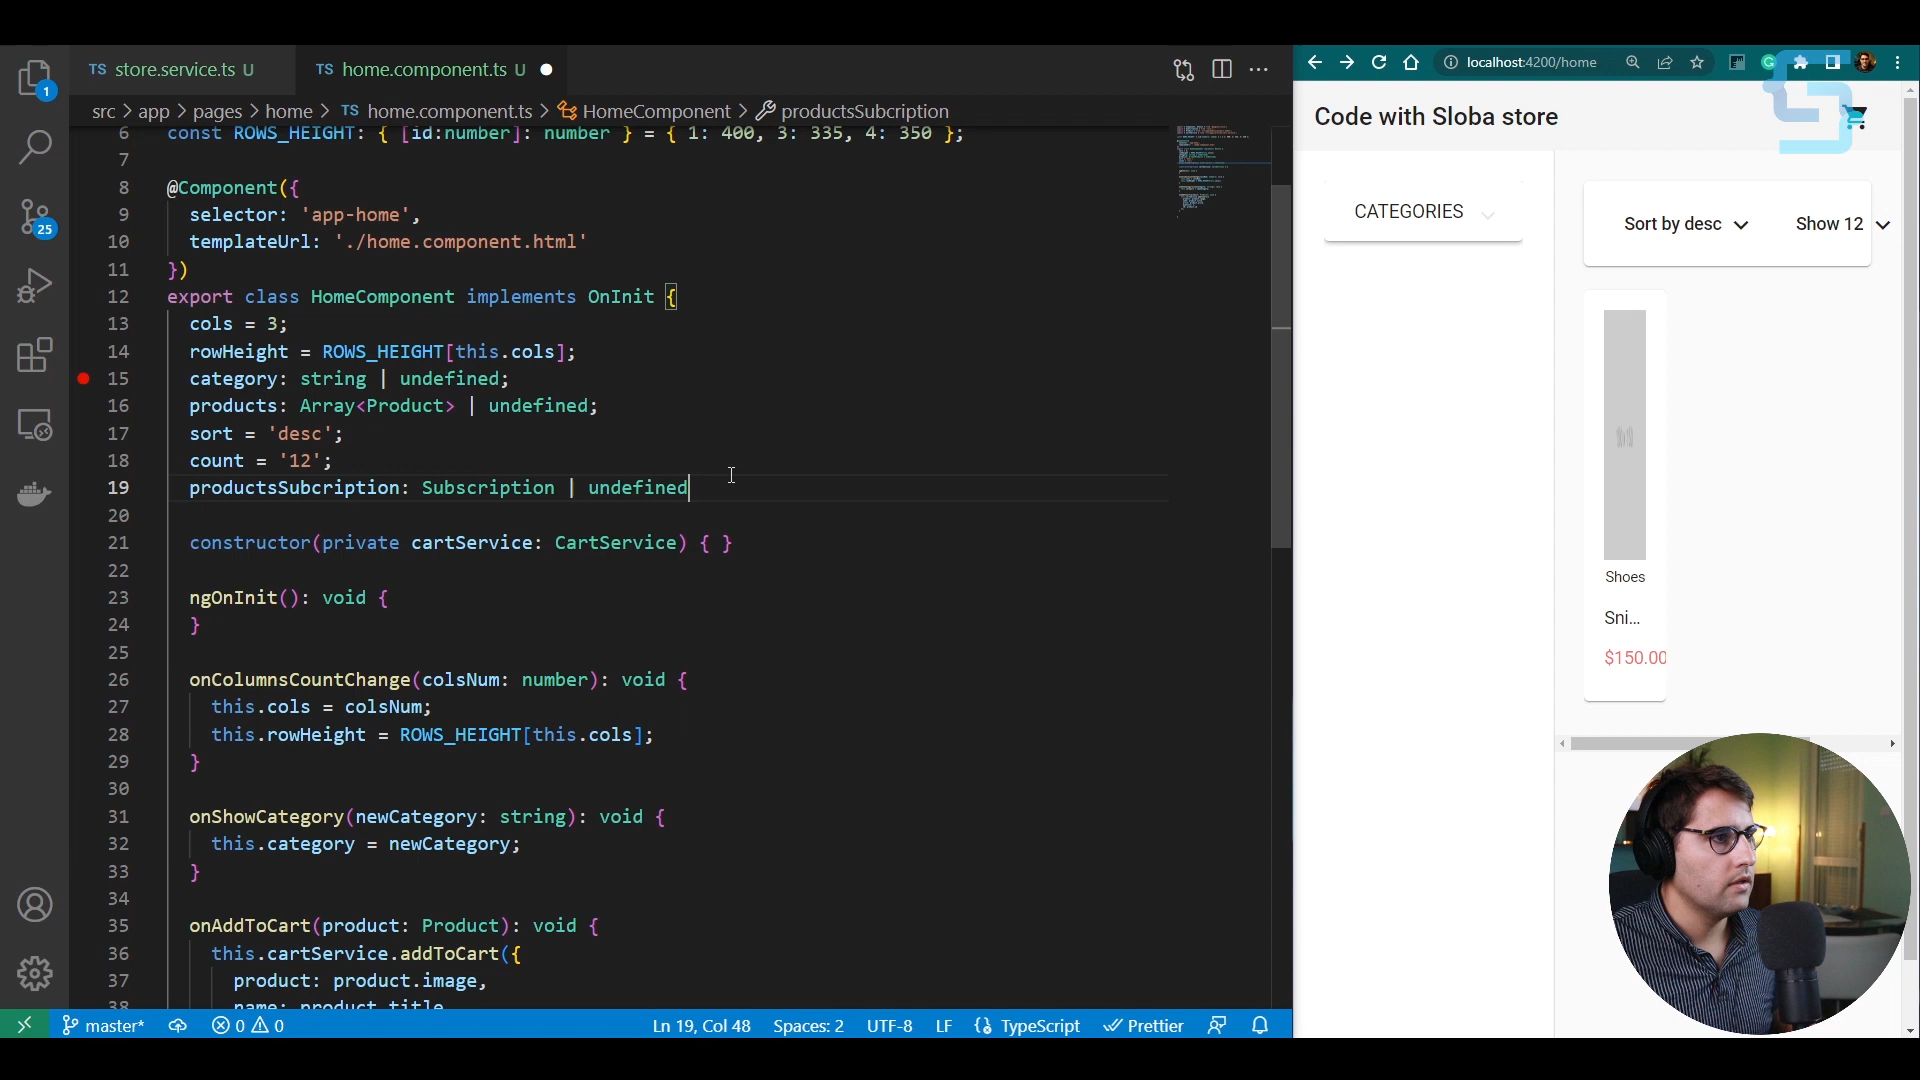 TS store.service.ts U
TS home.component.ts U
src > app > pages > home > TS home.component.ts > HomeComponent > productsSubcription
6 const ROWS_HEIGHT: { [id:number]: number } = { 1: 400, 3: 335, 4: 350 };
7
8 @Component({
9 selector: 'app-home',
10 templateUrl: './home.component.html'
11 })
12 export class HomeComponent implements OnInit {
13 cols = 3;
14 rowHeight = ROWS_HEIGHT[this.cols];
15 category: string | undefined;
16 products: Array<Product> | undefined;
17 sort = 'desc';
18 count = '12';
19 productsSubcription: Subscription | undefined
20
21 constructor(private cartService: CartService) { }
22
23 ngOnInit(): void {
24 }
25
26 onColumnsCountChange(colsNum: number): void {
27 this.cols = colsNum;
28 this.rowHeight = ROWS_HEIGHT[this.cols];
29 }
30
31 onShowCategory(newCategory: string): void {
32 this.category = newCategory;
33 }
34
35 onAddToCart(product: Product): void {
36 this.cartService.addToCart({
37 product: product.image,
38 name: product.title
1
25
master*
0 0
Ln 19, Col 48
Spaces: 2
UTF-8
LF
TypeScript
Prettier
localhost:4200/home
Code with Sloba store
CATEGORIES
Sort by desc
Show 12
Shoes
Sni...
$150.00